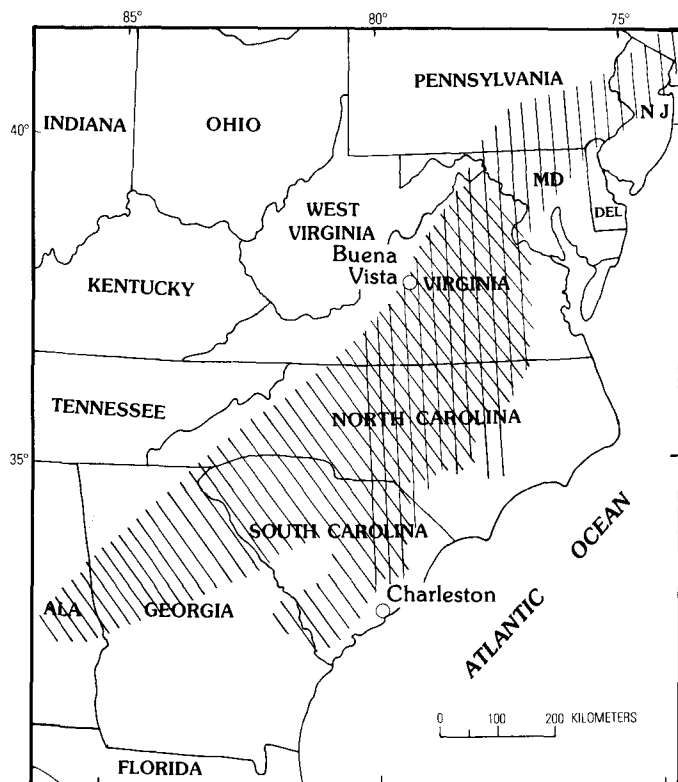 85°
80°
75°
PENNSYLVANIA
N J
INDIANA
OHIO
40°
MD
WEST
VIRGINIA
DEL
Buena
Vista
VIRGINIA
KENTUCKY
TENNESSEE
NORTH CAROLINA
35°
SOUTH CAROLINA
OCEAN
ATLANTIC
ALA
GEORGIA
Charleston
0 100 200 KILOMETERS
FLORIDA